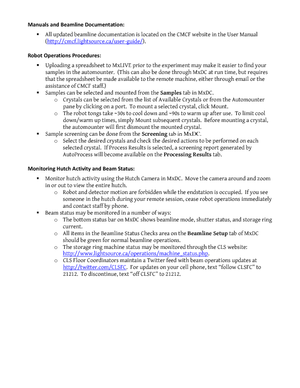 Manuals and Beamline Documentation:
▪ All updated beamline documentation is located on the CMCF website in the User Manual
(http://cmcf.lightsource.ca/user-guide/).
Robot Operations Procedures:
▪ Uploading a spreadsheet to MxLIVE prior to the experiment may make it easier to find your
samples in the automounter. (This can also be done through MxDC at run time, but requires
that the spreadsheet be made available to the remote machine, either through email or the
assistance of CMCF staff.)
▪ Samples can be selected and mounted from the Samples tab in MxDC.
o Crystals can be selected from the list of Available Crystals or from the Automounter
pane by clicking on a port. To mount a selected crystal, click Mount.
o The robot tongs take ~30s to cool down and ~90s to warm up after use. To limit cool
down/warm up times, simply Mount subsequent crystals. Before mounting a crystal,
the automounter will first dismount the mounted crystal.
▪ Sample screening can be done from the Screening tab in MxDC.
o Select the desired crystals and check the desired actions to be performed on each
selected crystal. If Process Results is selected, a screening report generated by
AutoProcess will become available on the Processing Results tab.
Monitoring Hutch Activity and Beam Status:
▪ Monitor hutch activity using the Hutch Camera in MxDC. Move the camera around and zoom
in or out to view the entire hutch.
o Robot and detector motion are forbidden while the endstation is occupied. If you see
someone in the hutch during your remote session, cease robot operations immediately
and contact staff by phone.
▪ Beam status may be monitored in a number of ways:
o The bottom status bar on MxDC shows beamline mode, shutter status, and storage ring
current.
o All items in the Beamline Status Checks area on the Beamline Setup tab of MxDC
should be green for normal beamline operations.
o The storage ring machine status may be monitored through the CLS website:
http://www.lightsource.ca/operations/machine_status.php.
o CLS Floor Coordinators maintain a Twitter feed with beam operations updates at
http://twitter.com/CLSFC. For updates on your cell phone, text "follow CLSFC" to
21212. To discontinue, text "off CLSFC" to 21212.